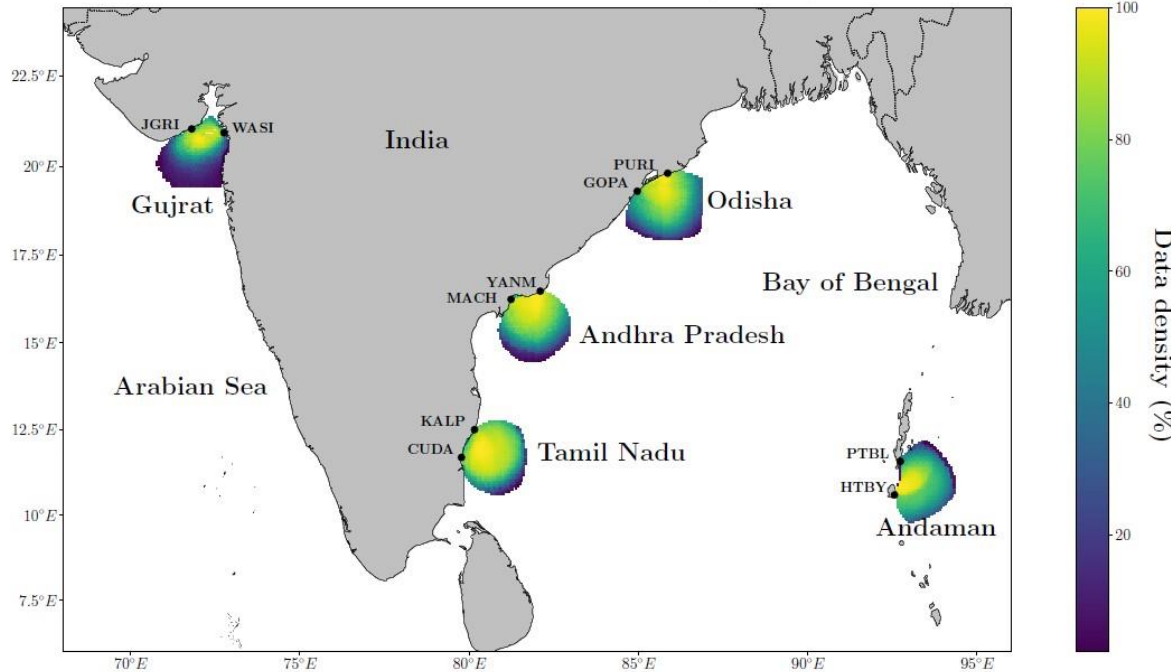 22.5°E
20°E
17.5°E
15°E
12.5°E
10°E
7.5°E
JGRI
WASI
India
Gujrat
PURI
GOPA
Odisha
YANM
MACH
Bay of Bengal
Andhra Pradesh
Arabian Sea
KALP
CUDA
Tamil Nadu
PTBL
HTBY
Andaman
70°E
75°E
80°E
85°E
90°E
95°E
100
80
60
40
20
Data density (%)